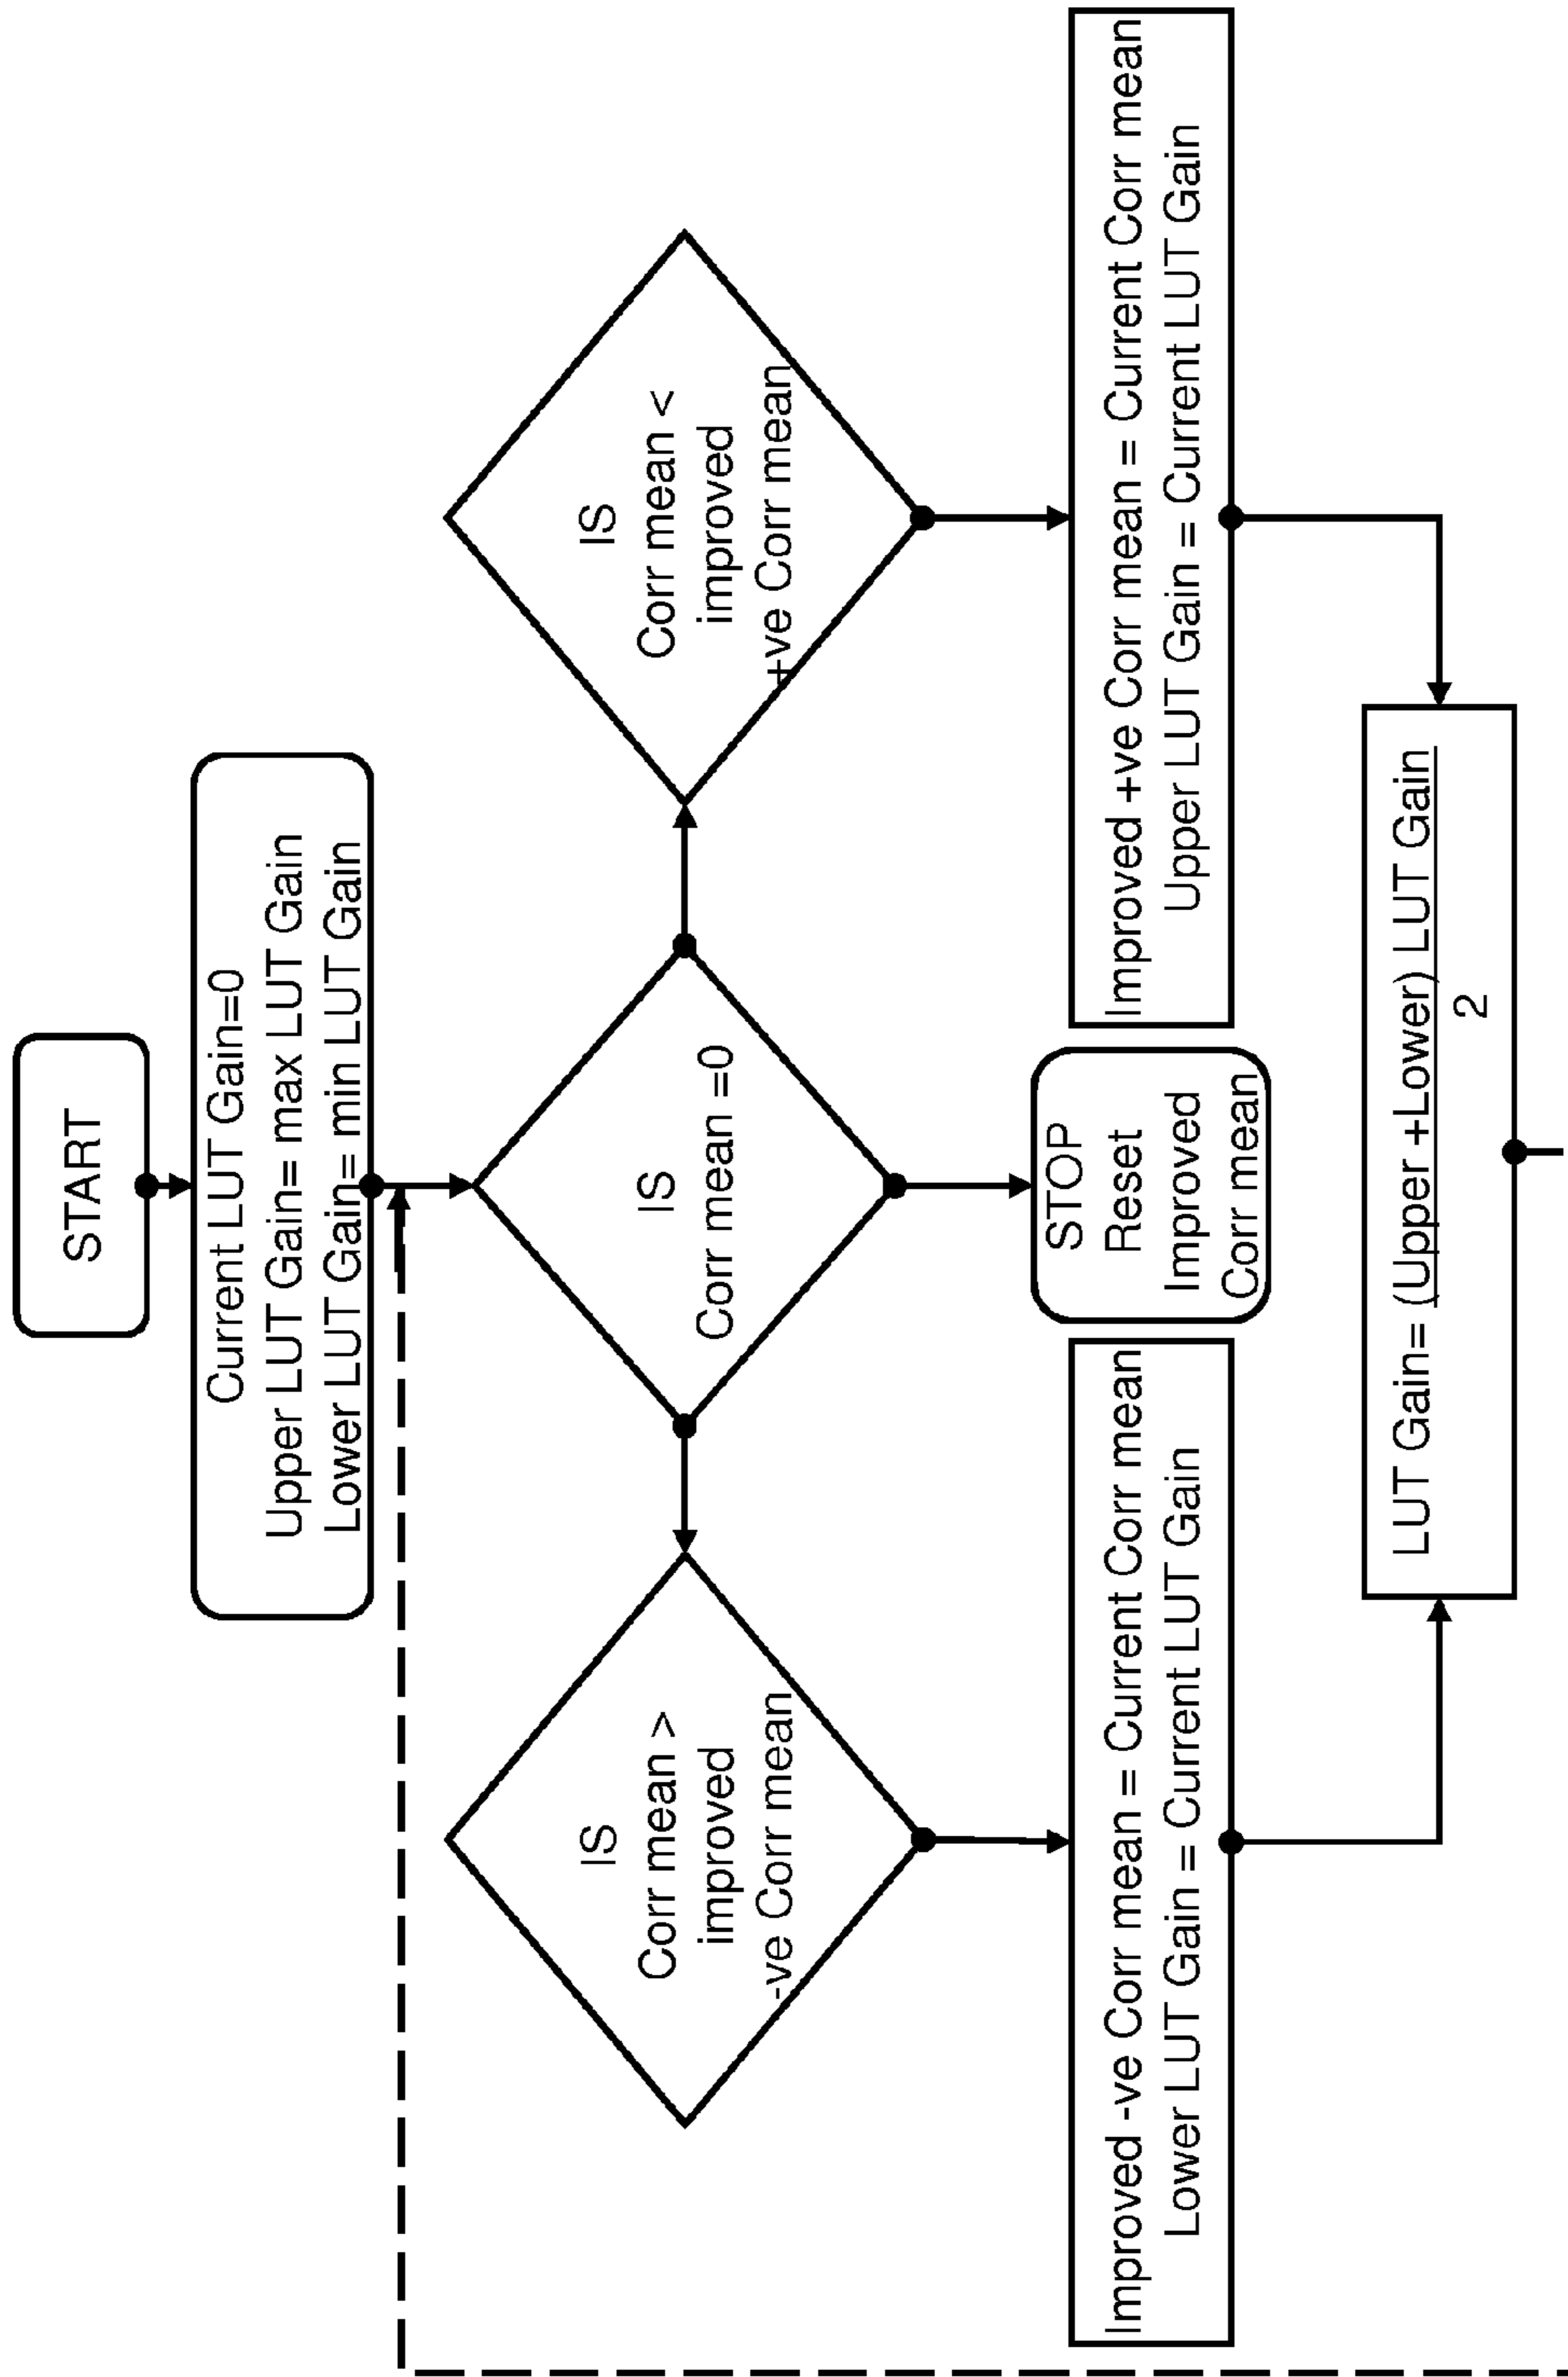 START
Current LUT Gain=0
Upper LUT Gain= max LUT Gain
Lower LUT Gain= min LUT Gain
IS
Corr mean >
improved
-ve Corr mean
IS
Corr mean =0
IS
Corr mean <
improved
+ve Corr mean
Improved -ve Corr mean = Current Corr mean
Lower LUT Gain = Current LUT Gain
STOP
Reset
Improved
Corr mean
Improved +ve Corr mean = Current Corr mean
Upper LUT Gain = Current LUT Gain
LUT Gain= (Upper +Lower) LUT Gain
2